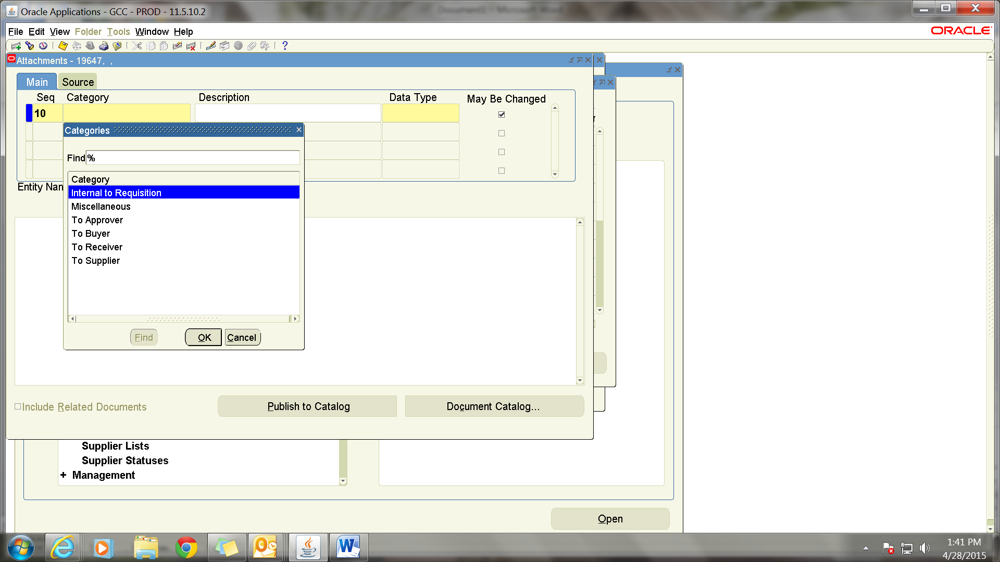 Oracle Applications - GCC - PROD - 11.5.10.2
Document1 - Microsoft Word
File Edit View Folder Tools Window Help
ORACLE
Attachments - 19647, ,
Main Source
Seq Category Description Data Type May Be Changed
10
Categories
Find %
Category
Internal to Requisition
Miscellaneous
To Approver
To Buyer
To Receiver
To Supplier
Find OK Cancel
Entity Nan
Include Related Documents Publish to Catalog Document Catalog...
Supplier Lists
Supplier Statuses
+ Management
Open
1:41 PM
4/28/2015